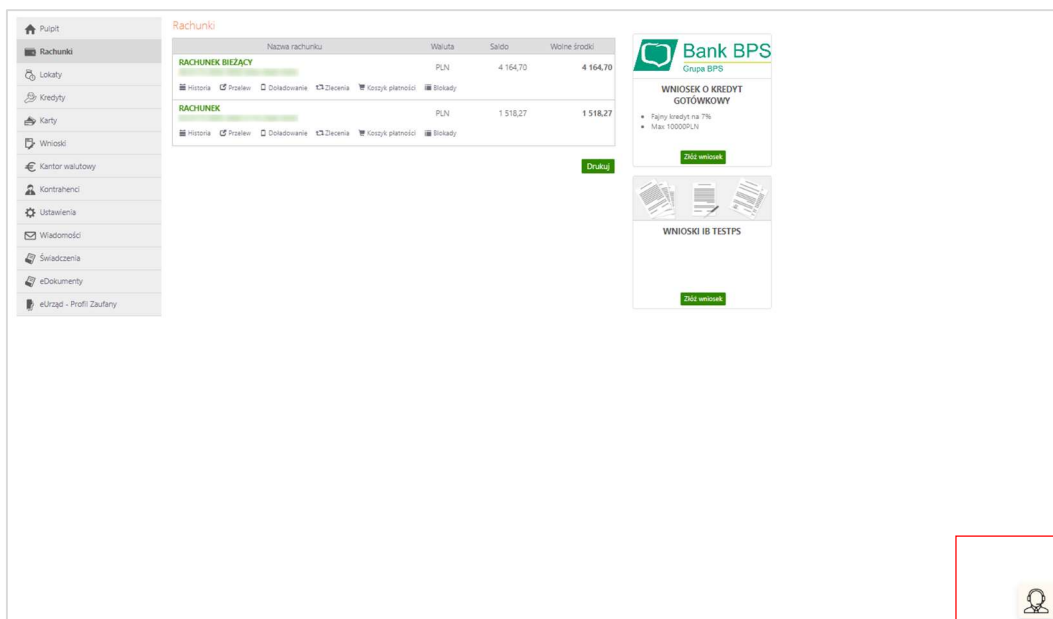 Pulpit
Rachunki
Lokaty
Kredyty
Karty
Wnioski
Kantor walutowy
Kontrahenci
Ustawienia
Wiadomości
Świadczenia
eDokumenty
eUrząd - Profil Zaufany
Rachunki
Nazwa rachunku Waluta Saldo Wolne środki
RACHUNEK BIEŻĄCY PLN 4 164,70 4 164,70
Historia Przelew Doładowanie Zlecenia Koszyk płatności Blokady
RACHUNEK PLN 1 518,27 1 518,27
Historia Przelew Doładowanie Zlecenia Koszyk płatności Blokady
Drukuj
Bank BPS
Grupa BPS
WNIOSEK O KREDYT
GOTÓWKOWY
Fajny kredyt na 7%
Max 10000PLN
Złóż wniosek
WNIOSKI IB TESTPS
Złóż wniosek